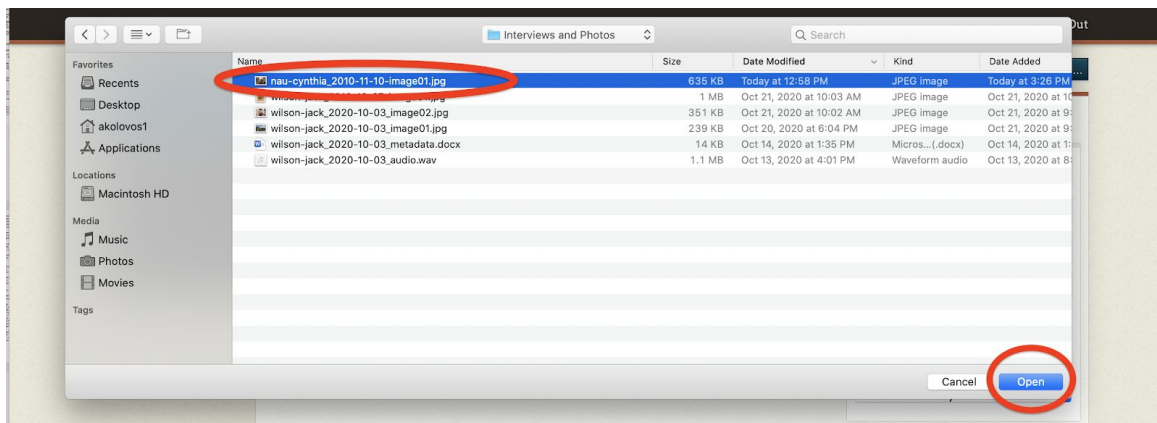 Out
Interviews and Photos
Search
Favorites
Recents
Desktop
akolovos1
Applications
Locations
Macintosh HD
Media
Music
Photos
Movies
Tags
Name Size Date Modified Kind Date Added
nau-cynthia_2010-11-10-image01.jpg 635 KB Today at 12:58 PM JPEG image Today at 3:26 PM
1 MB Oct 21, 2020 at 10:03 AM JPEG image Oct 21, 2020 at 10
wilson-jack_2020-10-03_image02.jpg 351 KB Oct 21, 2020 at 10:02 AM JPEG image Oct 21, 2020 at 9:
wilson-jack_2020-10-03_image01.jpg 239 KB Oct 20, 2020 at 6:04 PM JPEG image Oct 21, 2020 at 9:
wilson-jack_2020-10-03_metadata.docx 14 KB Oct 14, 2020 at 1:35 PM Micros...(.docx) Oct 14, 2020 at 1:
wilson-jack_2020-10-03_audio.wav 1.1 MB Oct 13, 2020 at 4:01 PM Waveform audio Oct 13, 2020 at 8:
Cancel Open